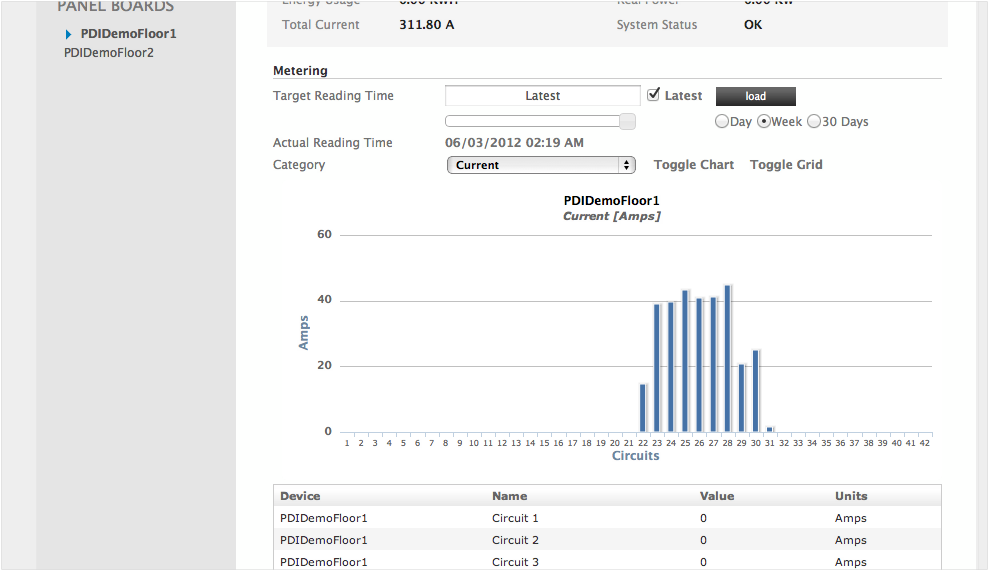 PANEL BOARDS
PDIDemoFloor1
PDIDemoFloor2
Energy Usage 0.00 KWH Real Power 0.00 KW
Total Current 311.80 A System Status OK
Metering
Target Reading Time Latest Latest load
Day Week 30 Days
Actual Reading Time 06/03/2012 02:19 AM
Category Current Toggle Chart Toggle Grid
PDIDemoFloor1
Current [Amps]
60
40
20
0
Amps
1 2 3 4 5 6 7 8 9 10 11 12 13 14 15 16 17 18 19 20 21 22 23 24 25 26 27 28 29 30 31 32 33 34 35 36 37 38 39 40 41 42
Circuits
Device Name Value Units
PDIDemoFloor1 Circuit 1 0 Amps
PDIDemoFloor1 Circuit 2 0 Amps
PDIDemoFloor1 Circuit 3 0 Amps